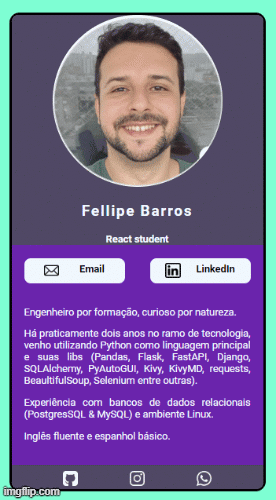 Fellipe Barros
React student
Email LinkedIn
Engenheiro por formação, curioso por natureza.
Há praticamente dois anos no ramo de tecnologia,
venho utilizando Python como linguagem principal
e suas libs (Pandas, Flask, FastAPI, Django,
SQLAlchemy, PyAutoGUI, Kivy, KivyMD, requests,
BeaultifulSoup, Selenium entre outras).
Experiência com bancos de dados relacionais
(PostgresSQL & MySQL) e ambiente Linux.
Inglês fluente e espanhol básico.
imgflip.com